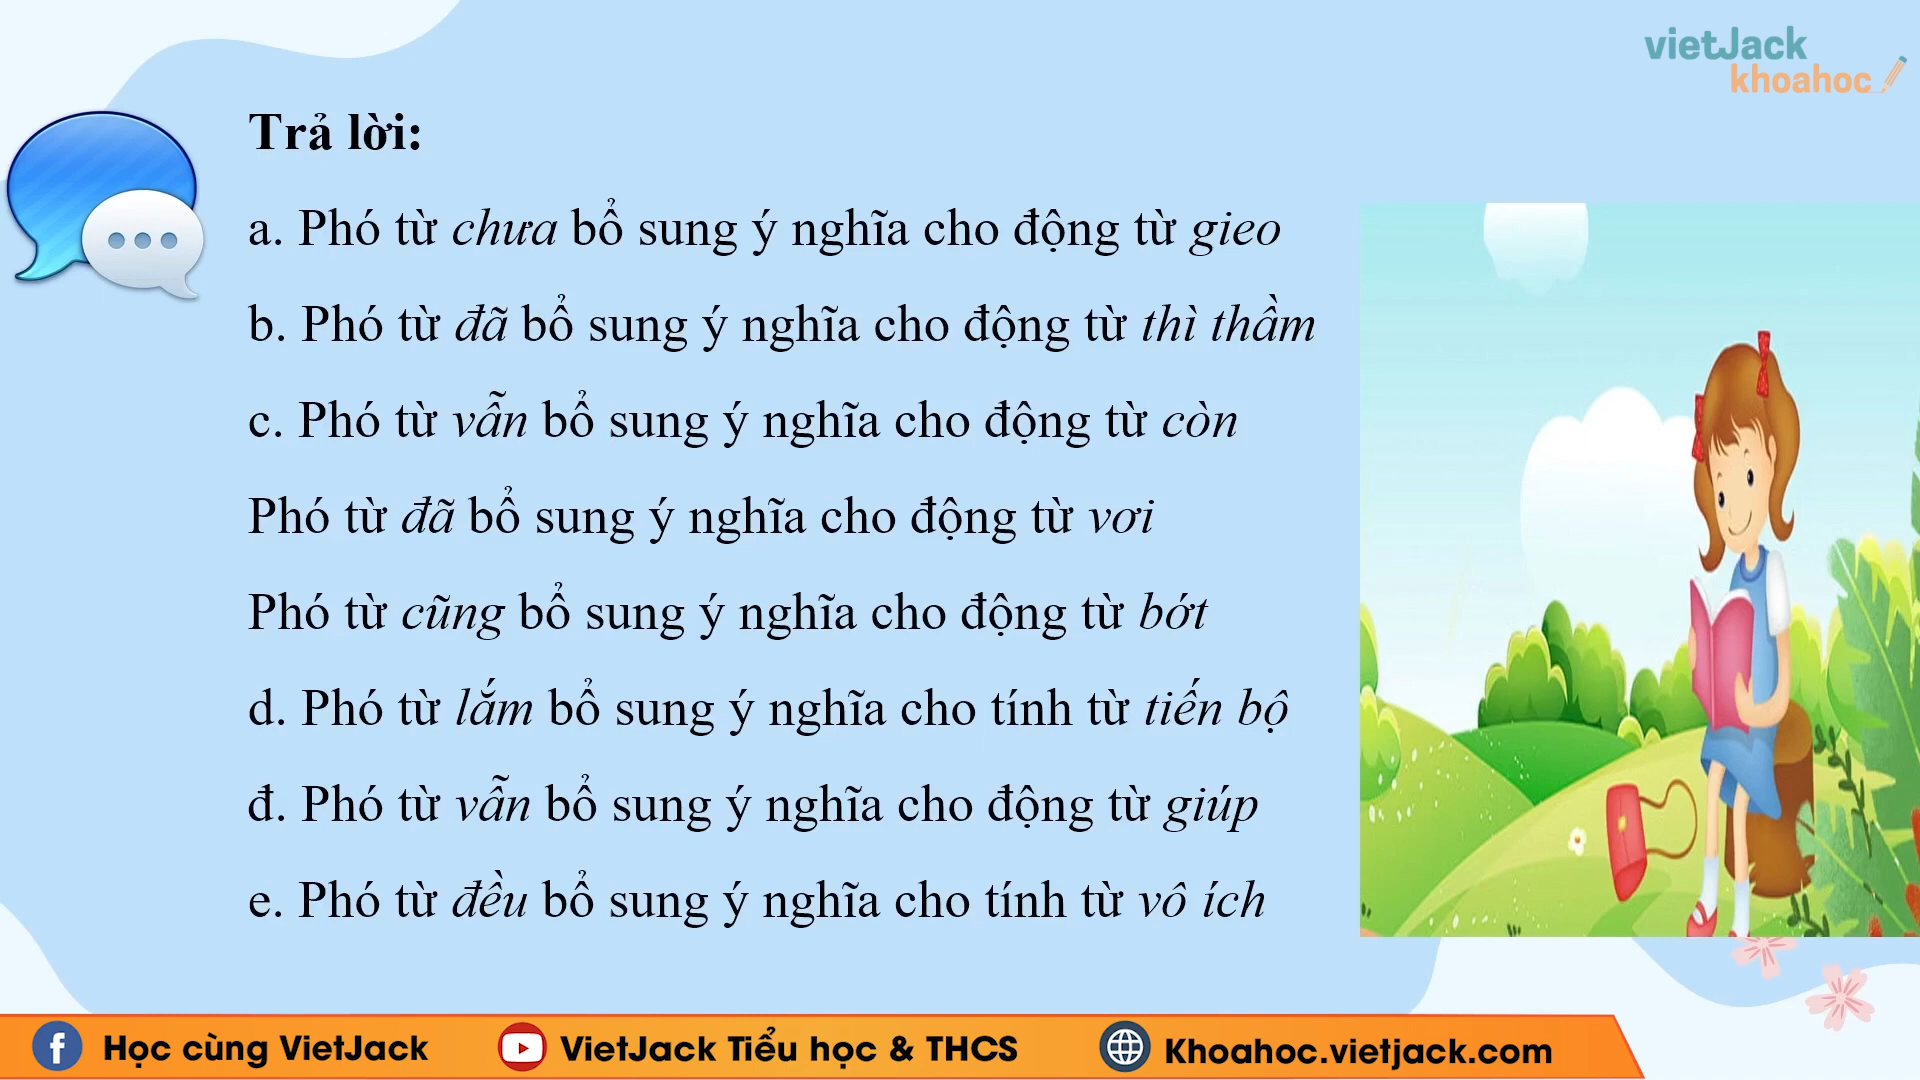 vietJack
khoahoc
Trả lời:
a. Phó từ chưa bổ sung ý nghĩa cho động từ gieo
b. Phó từ đã bổ sung ý nghĩa cho động từ thì thầm
c. Phó từ vẫn bổ sung ý nghĩa cho động từ còn
Phó từ đã bổ sung ý nghĩa cho động từ vơi
Phó từ cũng bổ sung ý nghĩa cho động từ bớt
d. Phó từ lắm bổ sung ý nghĩa cho tính từ tiến bộ
đ. Phó từ vẫn bổ sung ý nghĩa cho động từ giúp
e. Phó từ đều bổ sung ý nghĩa cho tính từ vô ích
Học cùng VietJack
VietJack Tiểu học & THCS
Khoahoc.vietjack.com